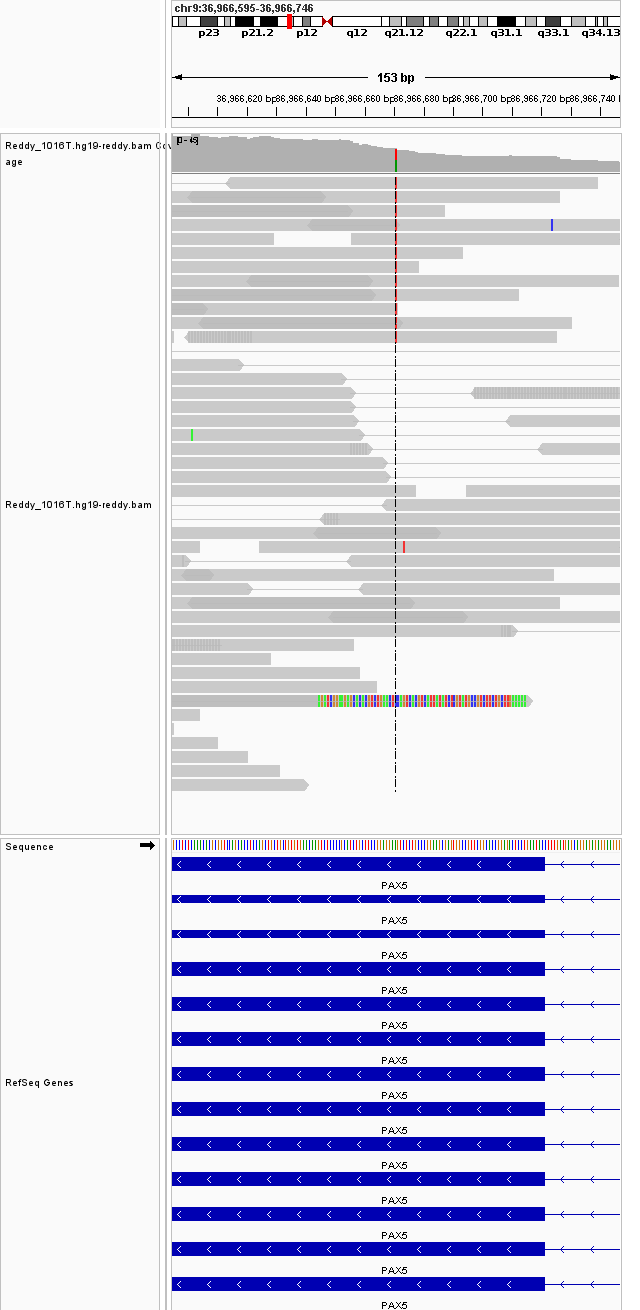 chr9:36,966,595-36,966,746
p23 p21.2 p12 q12 q21.12 q22.1 q31.1 q33.1 q34.13
153 bp
36,966,620 bp 36,966,640 bp 36,966,660 bp 36,966,680 bp 36,966,700 bp 36,966,720 bp 36,966,740 l
Reddy_1016T.hg19-reddy.bam Cov
age
Reddy_1016T.hg19-reddy.bam
Sequence
PAX5
PAX5
PAX5
PAX5
PAX5
PAX5
RefSeq Genes
PAX5
PAX5
PAX5
PAX5
PAX5
PAX5
PAX5